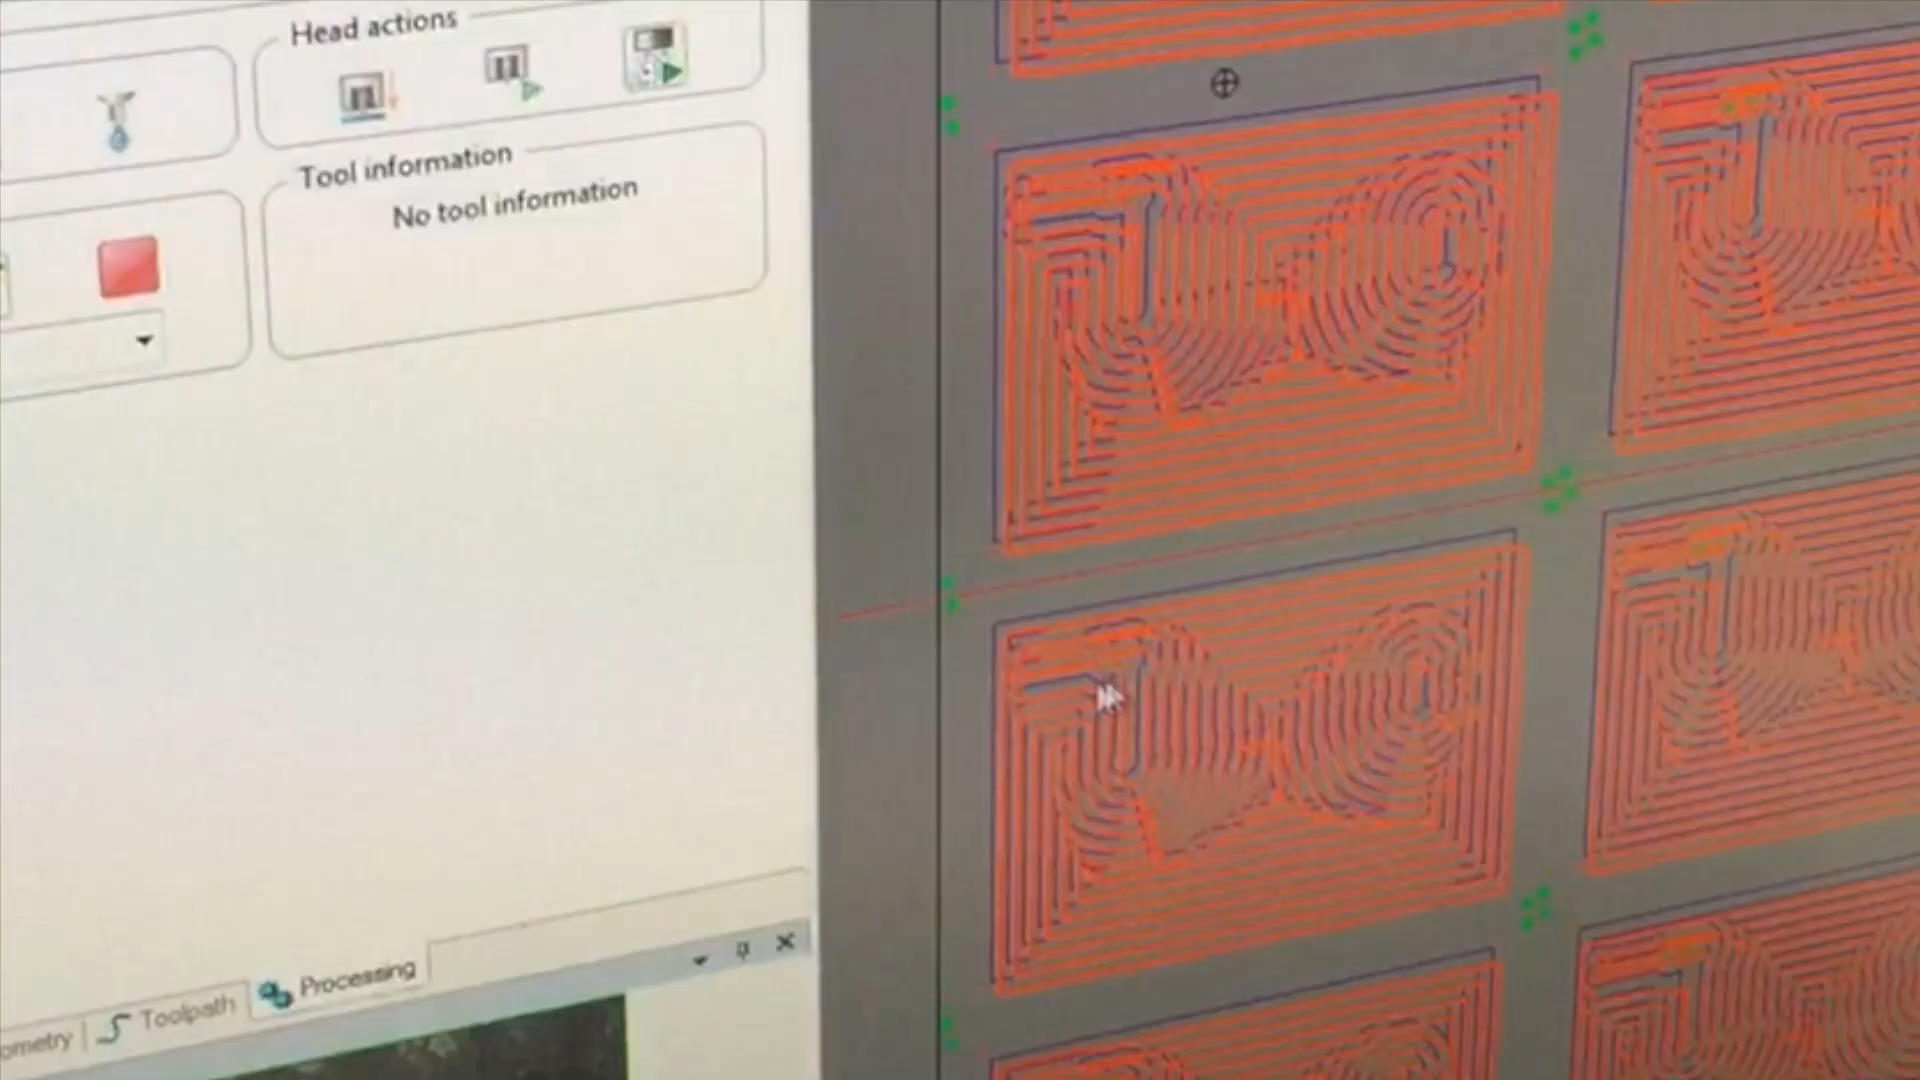 Head actions
Tool information
No tool information
ometry
Toolpath
Processing